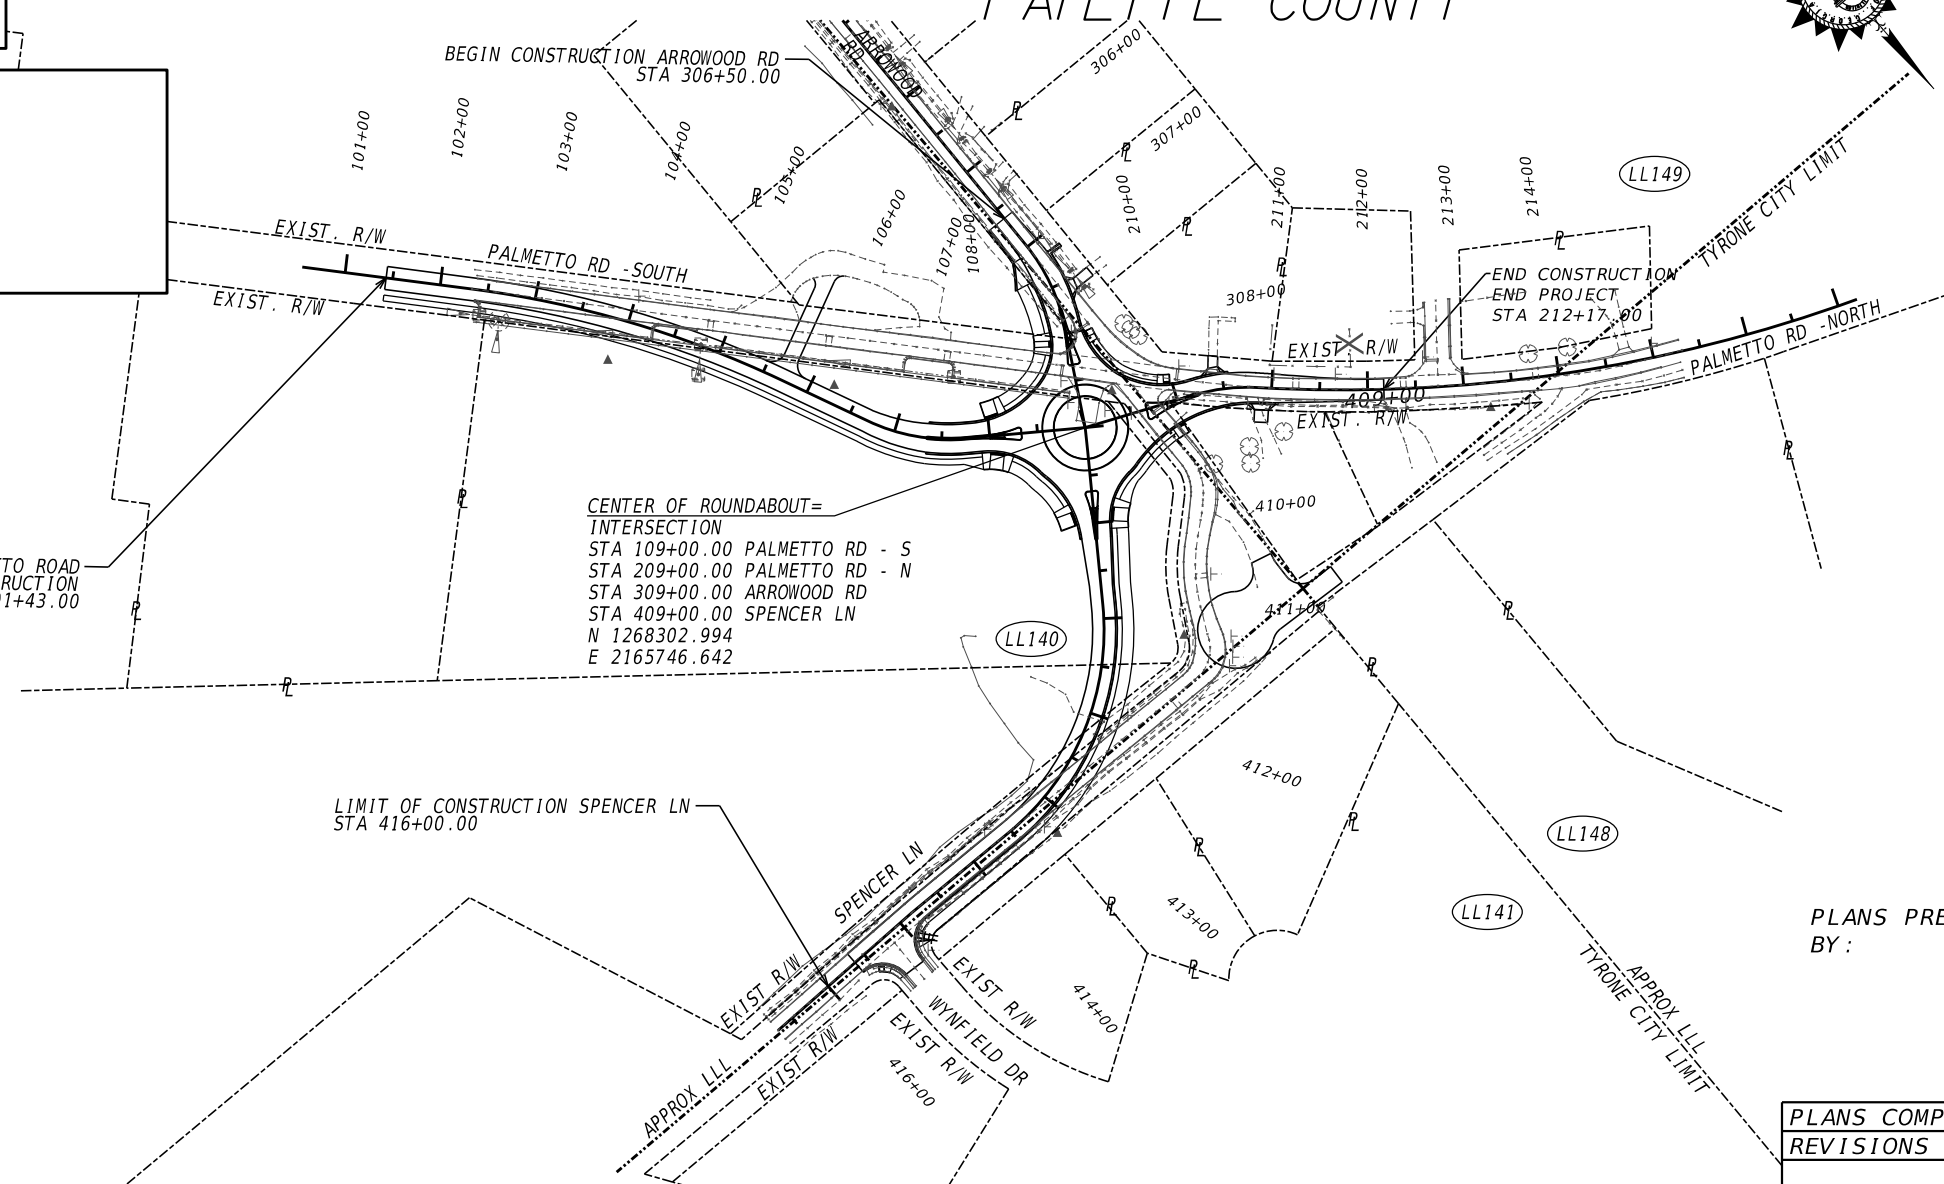 FAYETTE COUNTY
BEGIN CONSTRUCTION ARROWOOD RD
STA 306+50.00
ARROWOOD
RD
306+00
307+00
101+00
102+00
103+00
104+00
105+00
106+00
107+00
108+00
210+00
211+00
212+00
213+00
214+00
308+00
LL149
TYRONE CITY LIMIT
EXIST. R/W
PALMETTO RD -SOUTH
EXIST. R/W
END CONSTRUCTION
END PROJECT
STA 212+17.00
EXIST. R/W
PALMETTO RD -NORTH
409+00
EXIST. R/W
410+00
411+00
CENTER OF ROUNDABOUT=
INTERSECTION
STA 109+00.00 PALMETTO RD - S
STA 209+00.00 PALMETTO RD - N
STA 309+00.00 ARROWOOD RD
STA 409+00.00 SPENCER LN
N 1268302.994
E 2165746.642
TTO ROAD
RUCTION
01+43.00
LL140
LIMIT OF CONSTRUCTION SPENCER LN
STA 416+00.00
SPENCER LN
412+00
413+00
414+00
416+00
LL148
LL141
EXIST R/W
EXIST R/W
WYNFIELD DR
EXIST R/W
EXIST R/W
APPROX LLL
APPROX LLL
TYRONE CITY LIMIT
PLANS PRE
BY:
PLANS COMP
REVISIONS